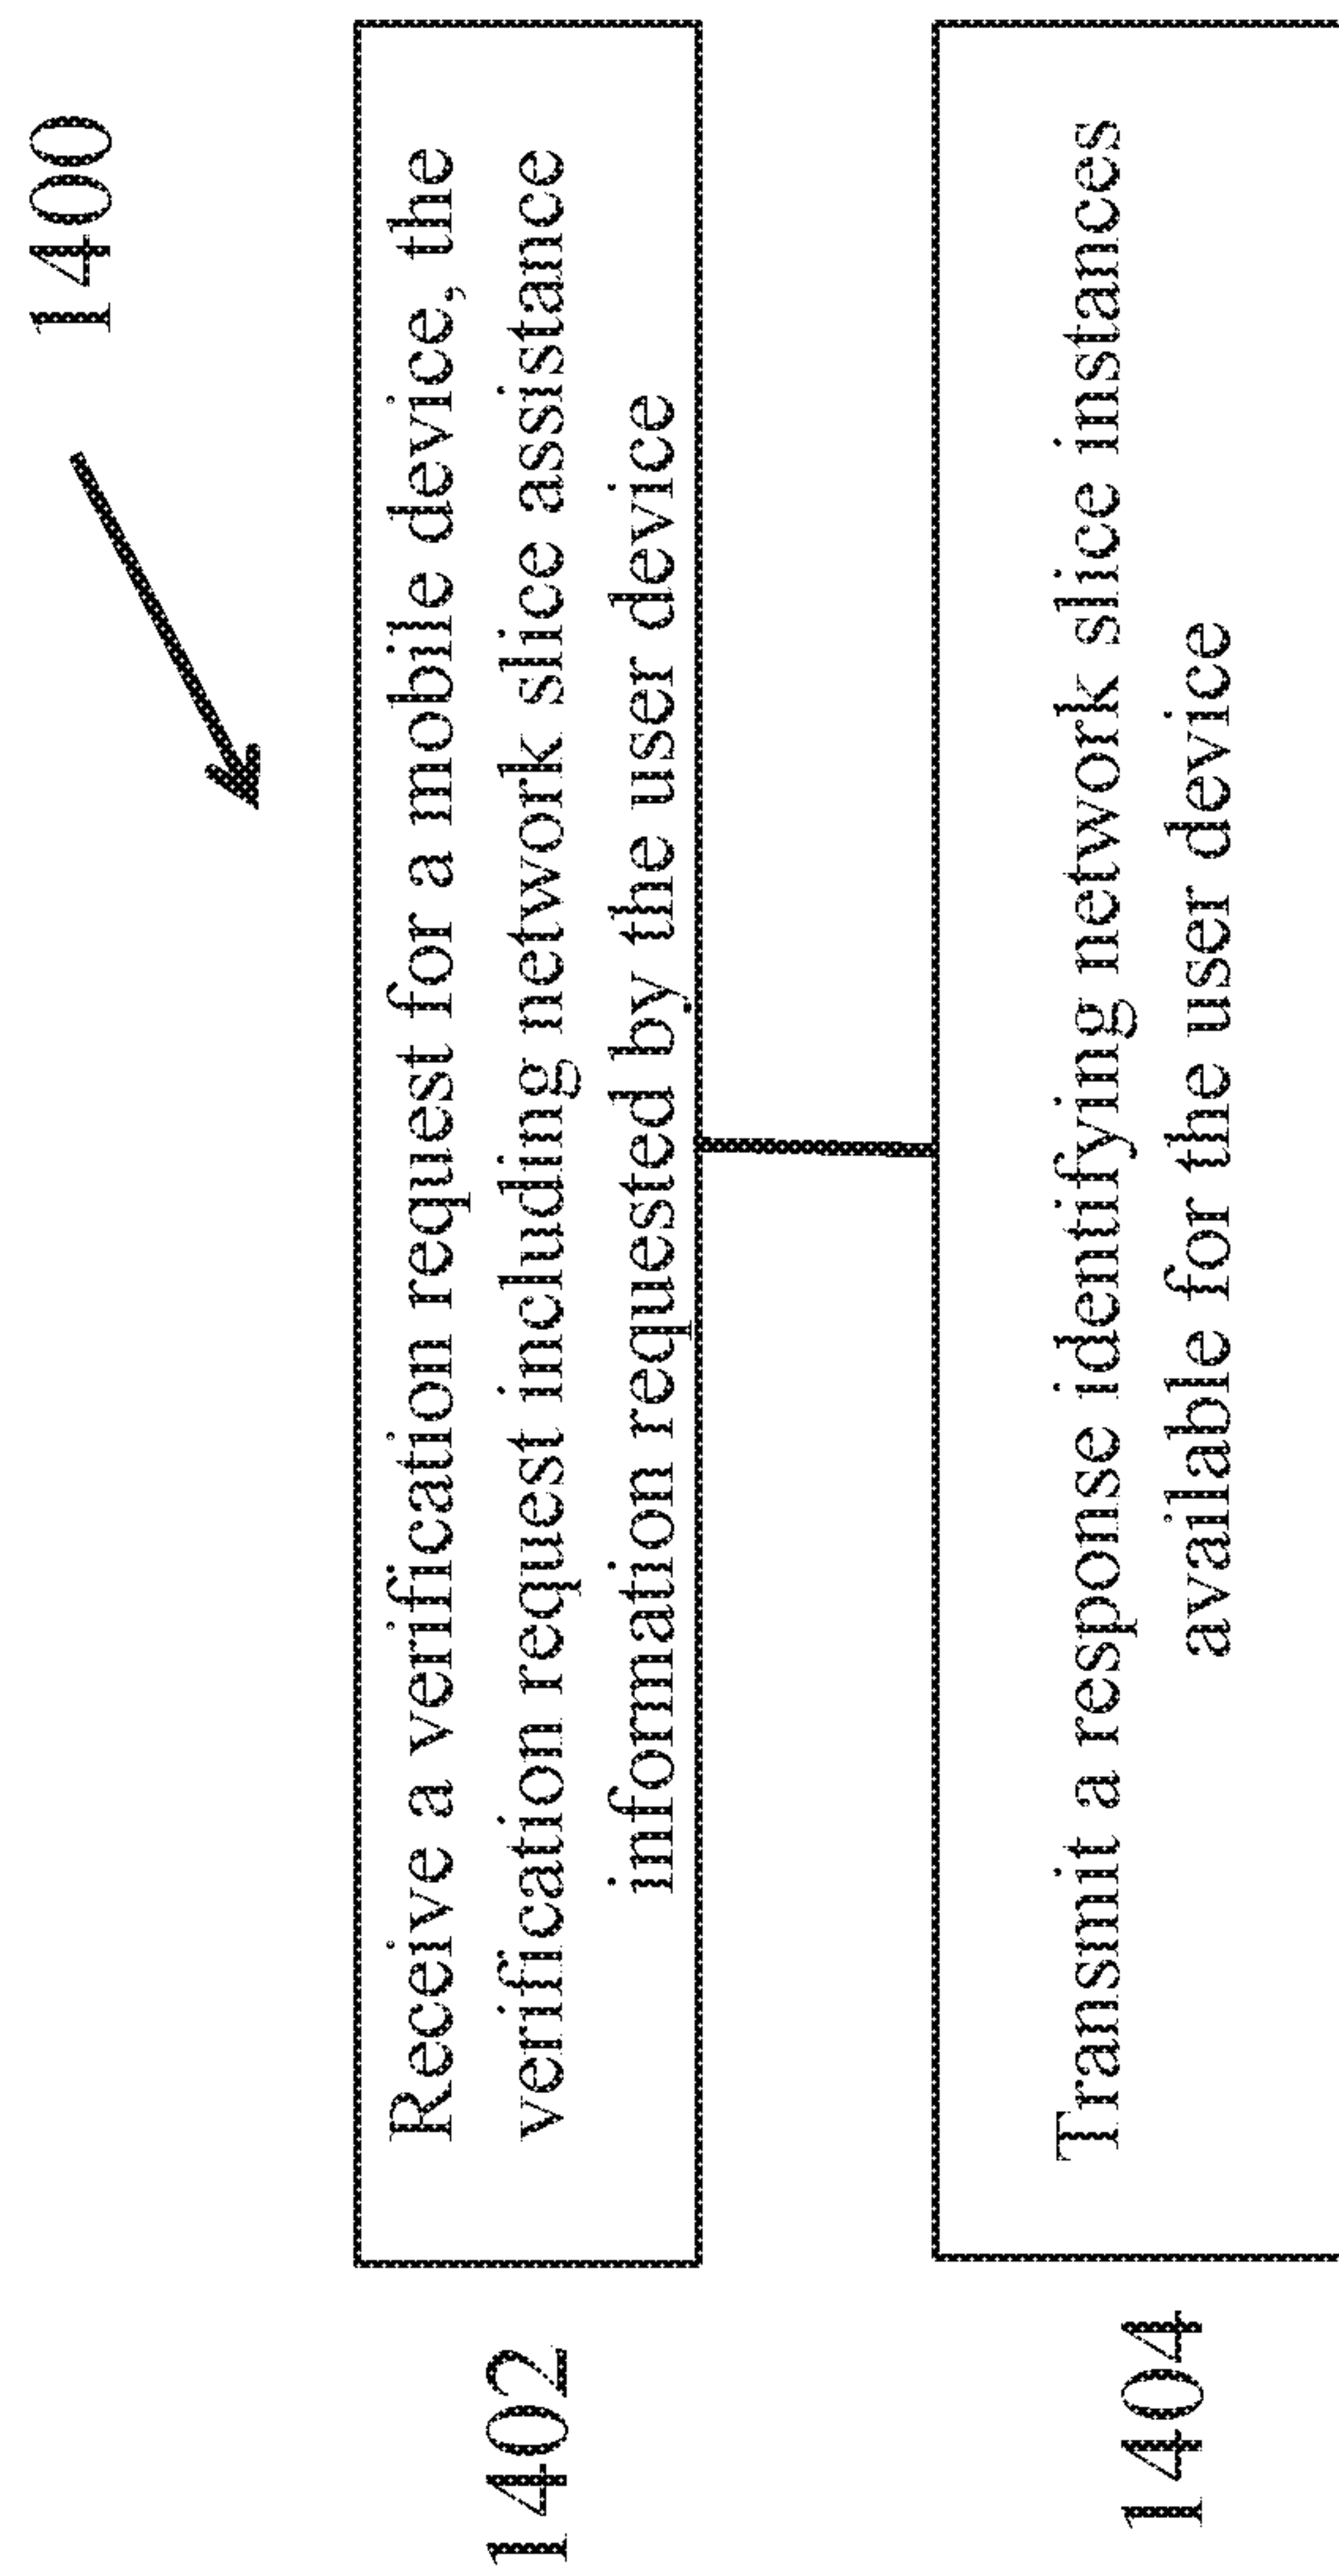 1400
1402
Receive a verification request for a mobile device, the
verification request including network slice assistance
information requested by the user device
1404
Transmit a response identifying network slice instances
available for the user device